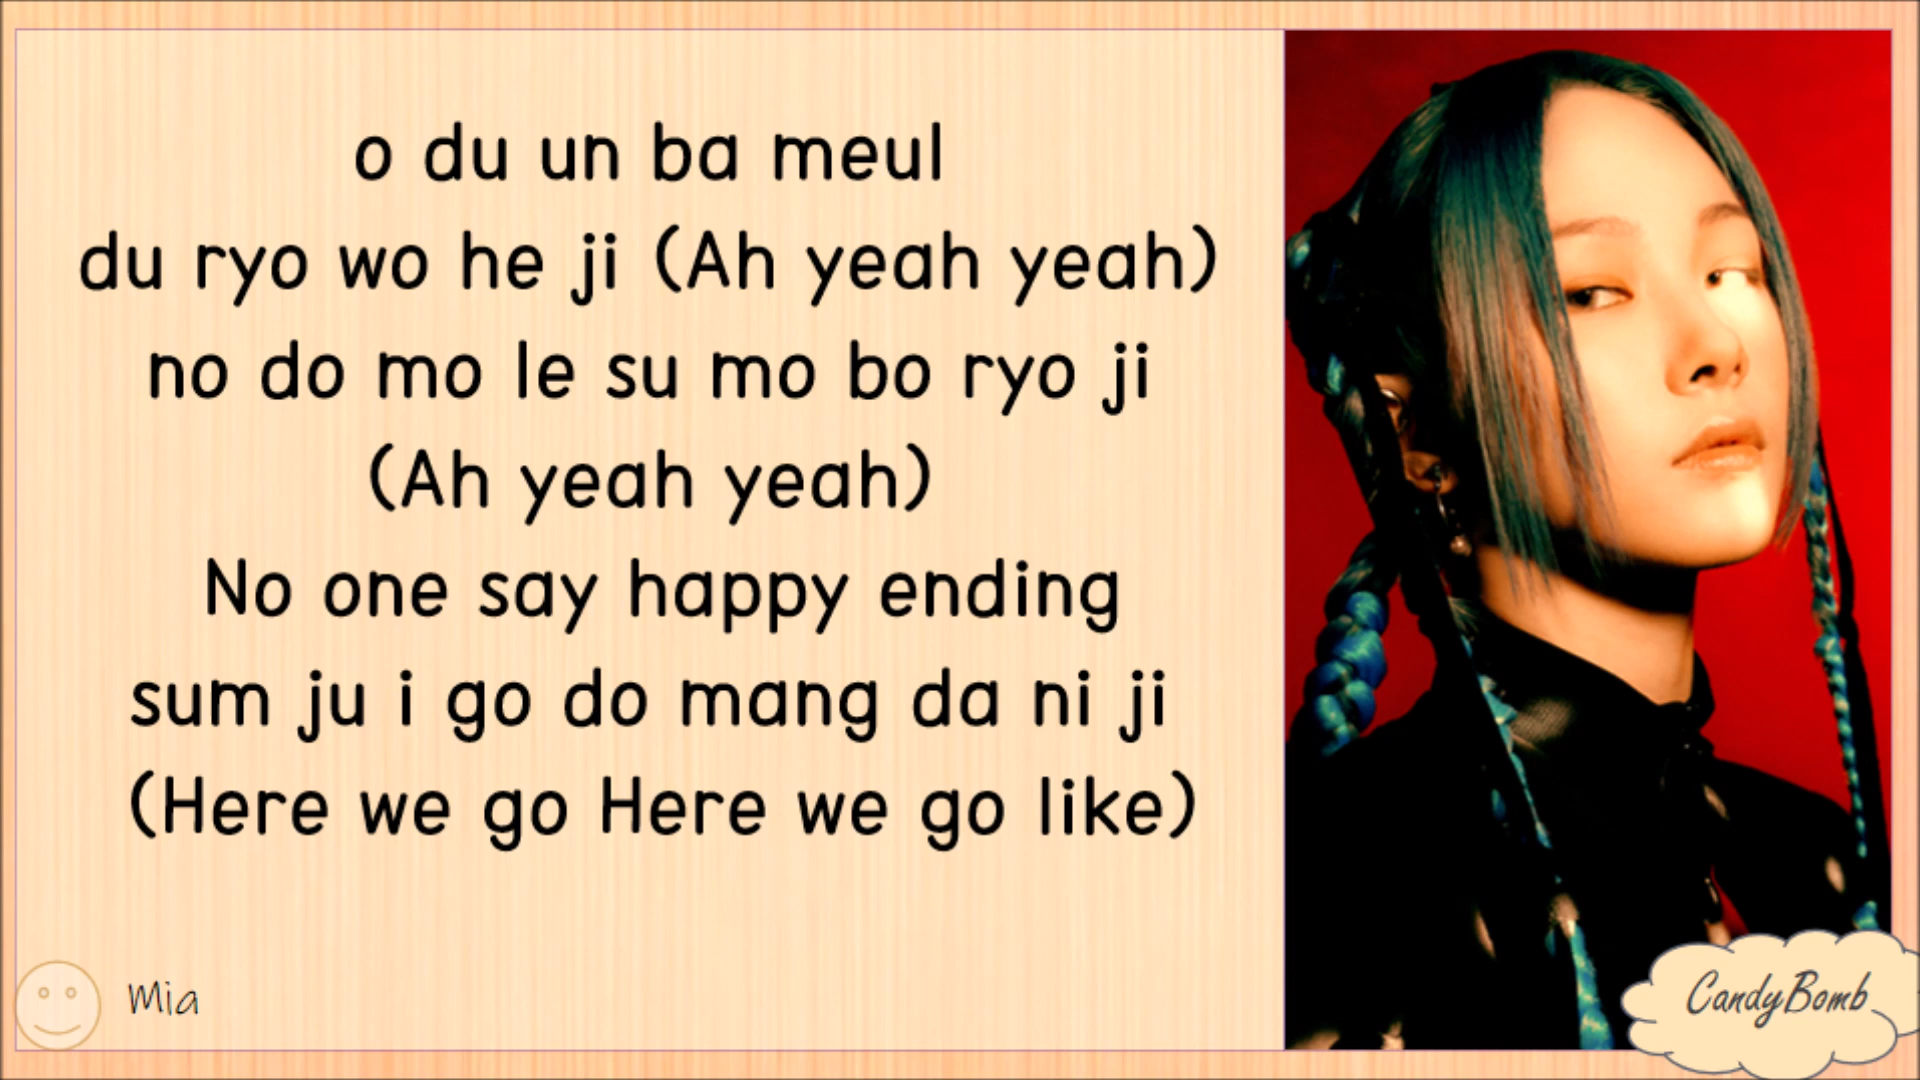 o du un ba meul
du ryo wo he ji (Ah yeah yeah)
no do mo le su mo bo ryo ji
(Ah yeah yeah)
No one say happy ending
sum ju i go do mang da ni ji
(Here we go Here we go like)
Mia
CandyBomb